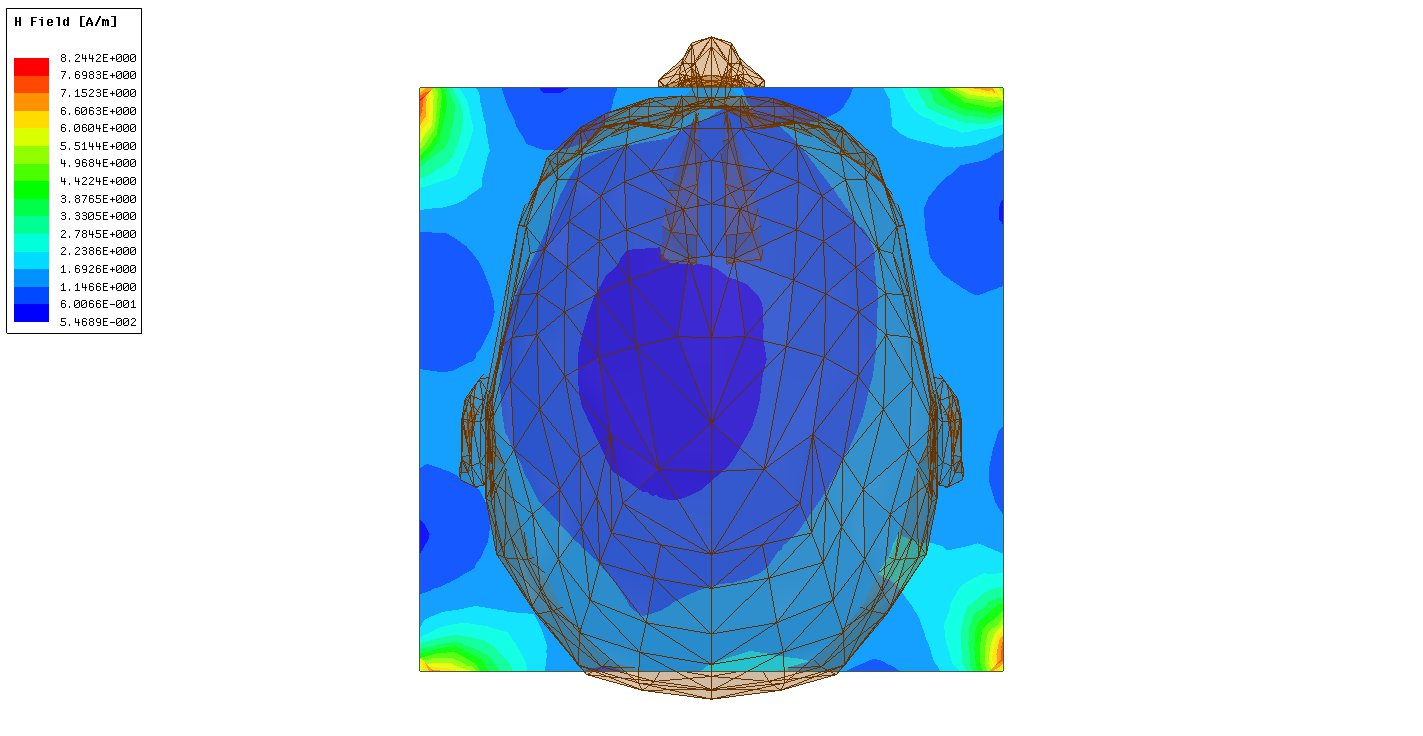 H Field [A/m]
8.2442E+000
7.6983E+000
7.1523E+000
6.6063E+000
6.0604E+000
5.5144E+000
4.9684E+000
4.4224E+000
3.8765E+000
3.3305E+000
2.7845E+000
2.2386E+000
1.6926E+000
1.1466E+000
6.0066E-001
5.4689E-002